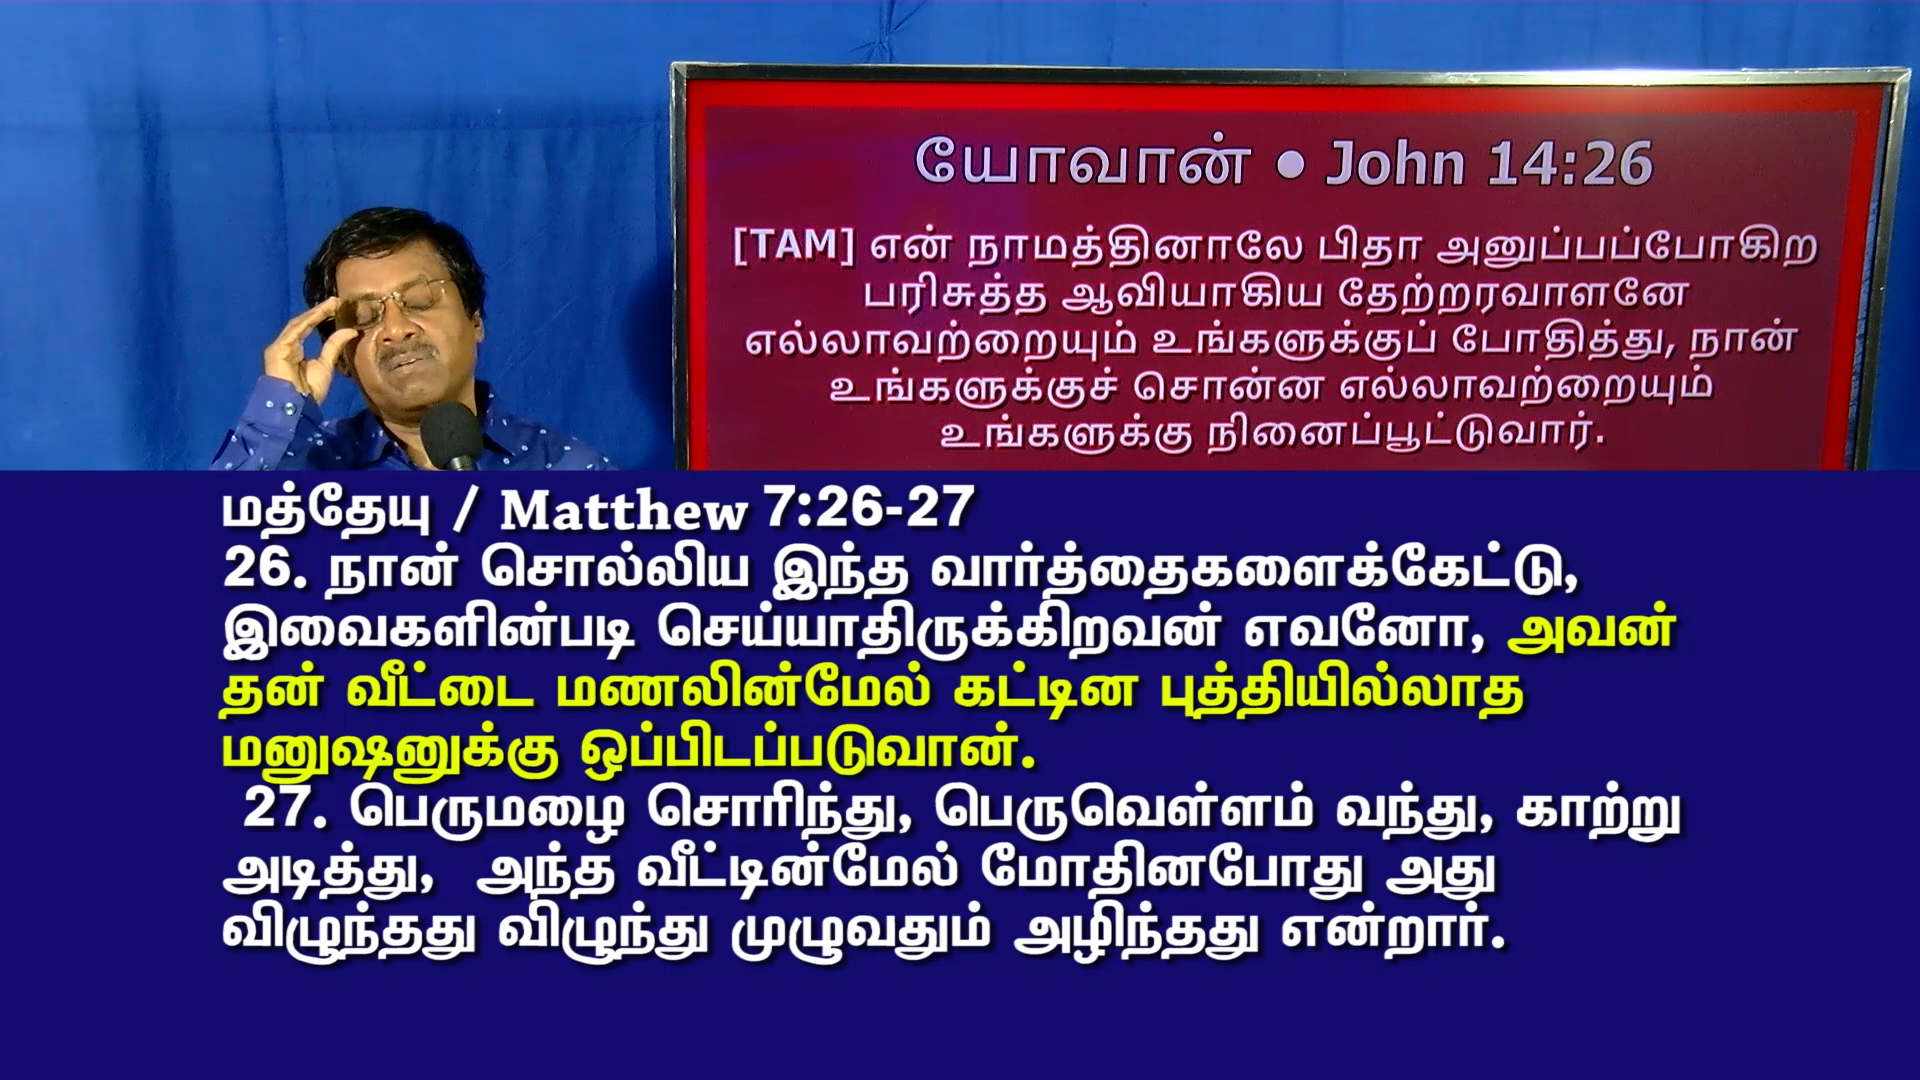 யோவான் • John 14:26
[TAM] என் நாமத்தினாலே பிதா அனுப்பப்போகிற
பரிசுத்த ஆவியாகிய தேற்றரவாளனே
எல்லாவற்றையும் உங்களுக்குப் போதித்து, நான்
உங்களுக்குச் சொன்ன எல்லாவற்றையும்
உங்களுக்கு நினைப்பூட்டுவார்.
மத்தேயு / Matthew 7:26-27
26. நான் சொல்லிய இந்த வார்த்தைகளைக்கேட்டு,
இவைகளின்படி செய்யாதிருக்கிறவன் எவனோ, அவன்
தன் வீட்டை மணலின்மேல் கட்டின புத்தியில்லாத
மனுஷனுக்கு ஒப்பிடப்படுவான்.
27. பெருமழை சொரிந்து, பெருவெள்ளம் வந்து, காற்று
அடித்து, அந்த வீட்டின்மேல் மோதினபோது அது
விழுந்தது விழுந்து முழுவதும் அழிந்தது என்றார்.